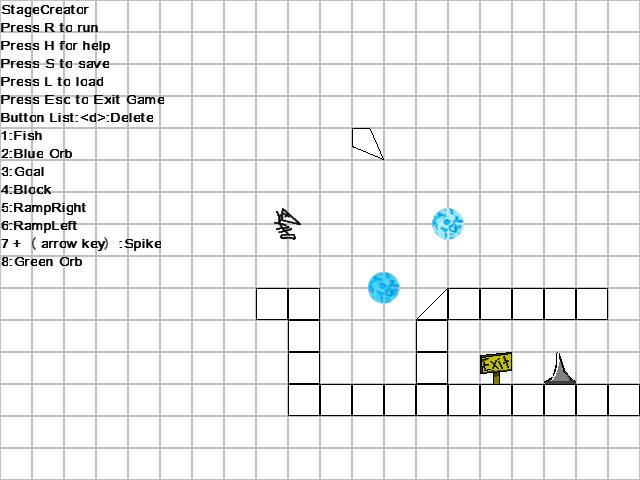 StageCreator
Press R to run
Press H for help
Press S to save
Press L to load
Press Esc to Exit Game
Button List:<d>:Delete
1:Fish
2:Blue Orb
3:Goal
4:Block
5:RampRight
6:RampLeft
7 + ( arrow key) :Spike
8:Green Orb
Exit